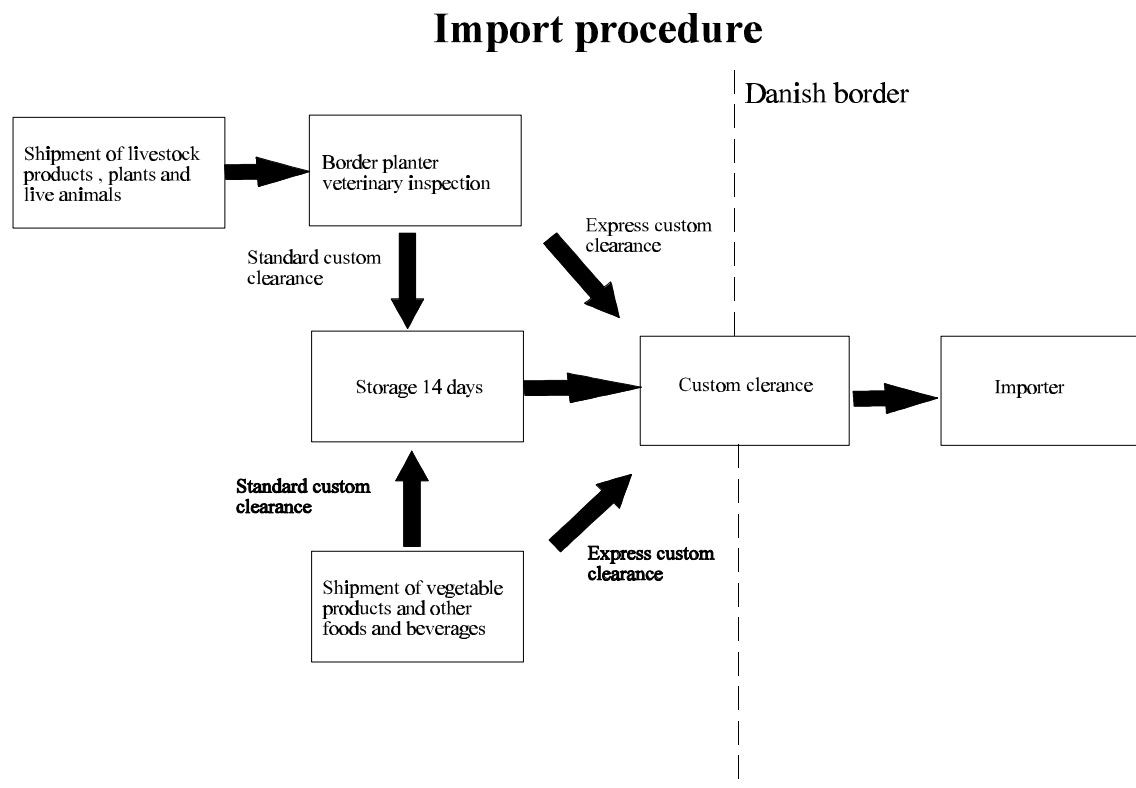 Import procedure
Danish border
Shipment of livestock
products , plants and
live animals
Border planter
veterinary inspection
Express custom
clearance
Standard custom
clearance
Storage 14 days
Custom clerance
Importer
Standard custom
clearance
Express custom
clearance
Shipment of vegetable
products and other
foods and beverages